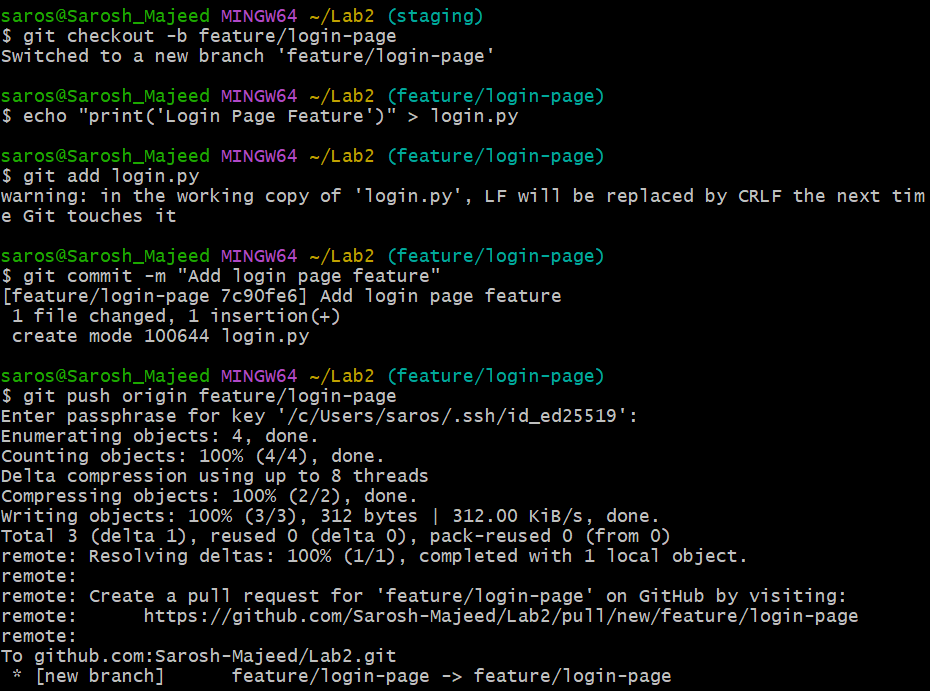 saros@Sarosh_Majeed MINGW64 ~/Lab2 (staging)
$ git checkout -b feature/login-page
Switched to a new branch 'feature/login-page'
saros@Sarosh_Majeed MINGW64 ~/Lab2 (feature/login-page)
$ echo "print('Login Page Feature')" > login.py
saros@Sarosh_Majeed MINGW64 ~/Lab2 (feature/login-page)
$ git add login.py
warning: in the working copy of 'login.py', LF will be replaced by CRLF the next tim
e Git touches it
saros@Sarosh_Majeed MINGW64 ~/Lab2 (feature/login-page)
$ git commit -m "Add login page feature"
[feature/login-page 7c90fe6] Add login page feature
 1 file changed, 1 insertion(+)
 create mode 100644 login.py
saros@Sarosh_Majeed MINGW64 ~/Lab2 (feature/login-page)
$ git push origin feature/login-page
Enter passphrase for key '/c/Users/saros/.ssh/id_ed25519':
Enumerating objects: 4, done.
Counting objects: 100% (4/4), done.
Delta compression using up to 8 threads
Compressing objects: 100% (2/2), done.
Writing objects: 100% (3/3), 312 bytes | 312.00 KiB/s, done.
Total 3 (delta 1), reused 0 (delta 0), pack-reused 0 (from 0)
remote: Resolving deltas: 100% (1/1), completed with 1 local object.
remote:
remote: Create a pull request for 'feature/login-page' on GitHub by visiting:
remote:      https://github.com/Sarosh-Majeed/Lab2/pull/new/feature/login-page
remote:
To github.com:Sarosh-Majeed/Lab2.git
 * [new branch]      feature/login-page -> feature/login-page